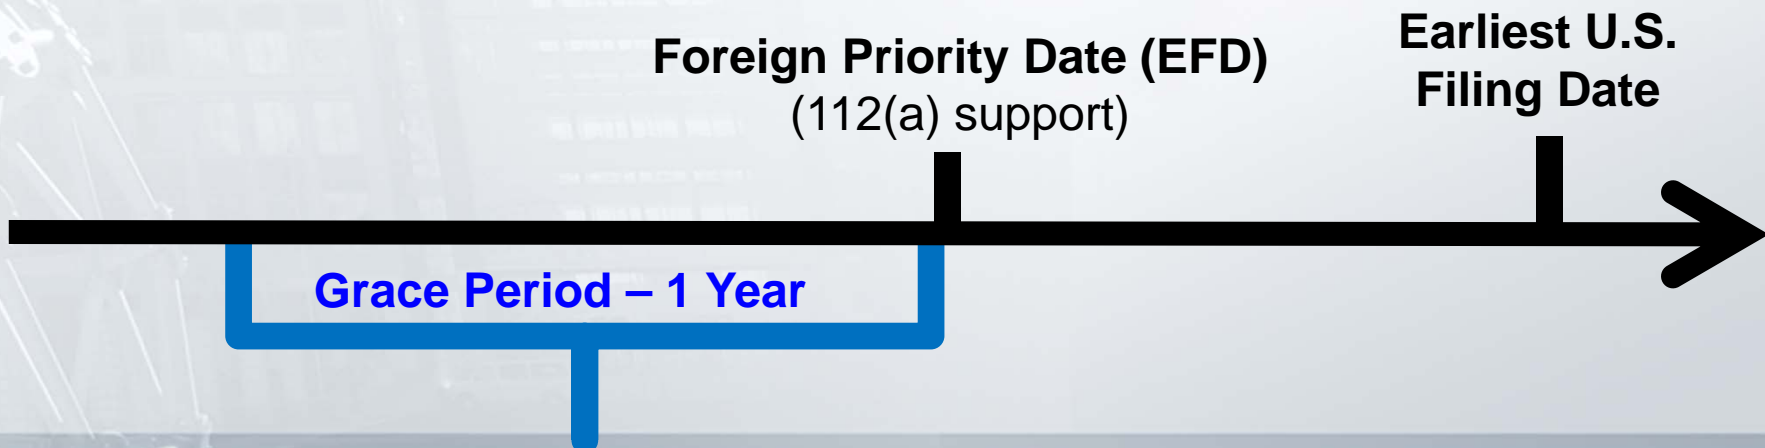 Foreign Priority Date (EFD)
(112(a) support)
Earliest U.S.
Filing Date
Grace Period – 1 Year